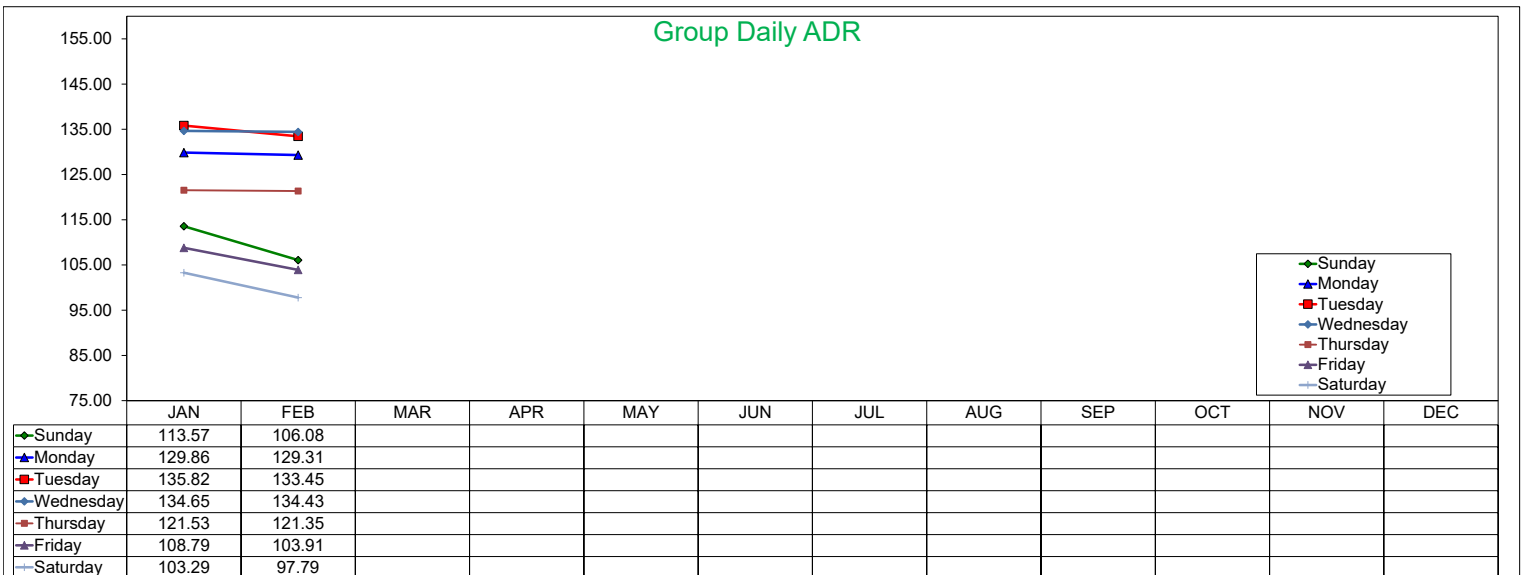 Group Daily ADR
155.00
145.00
135.00
125.00
115.00
105.00
95.00
85.00
75.00
Sunday
Monday
Tuesday
Wednesday
Thursday
Friday
Saturday
JAN FEB MAR APR MAY JUN JUL AUG SEP OCT NOV DEC
Sunday 113.57 106.08
Monday 129.86 129.31
Tuesday 135.82 133.45
Wednesday 134.65 134.43
Thursday 121.53 121.35
Friday 108.79 103.91
Saturday 103.29 97.79